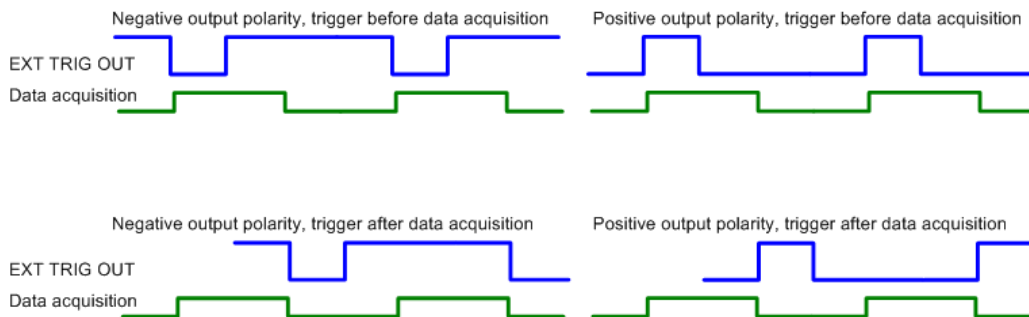 Negative output polarity, trigger before data acquisition
Positive output polarity, trigger before data acquisition
EXT TRIG OUT
Data acquisition
Negative output polarity, trigger after data acquisition
Positive output polarity, trigger after data acquisition
EXT TRIG OUT
Data acquisition